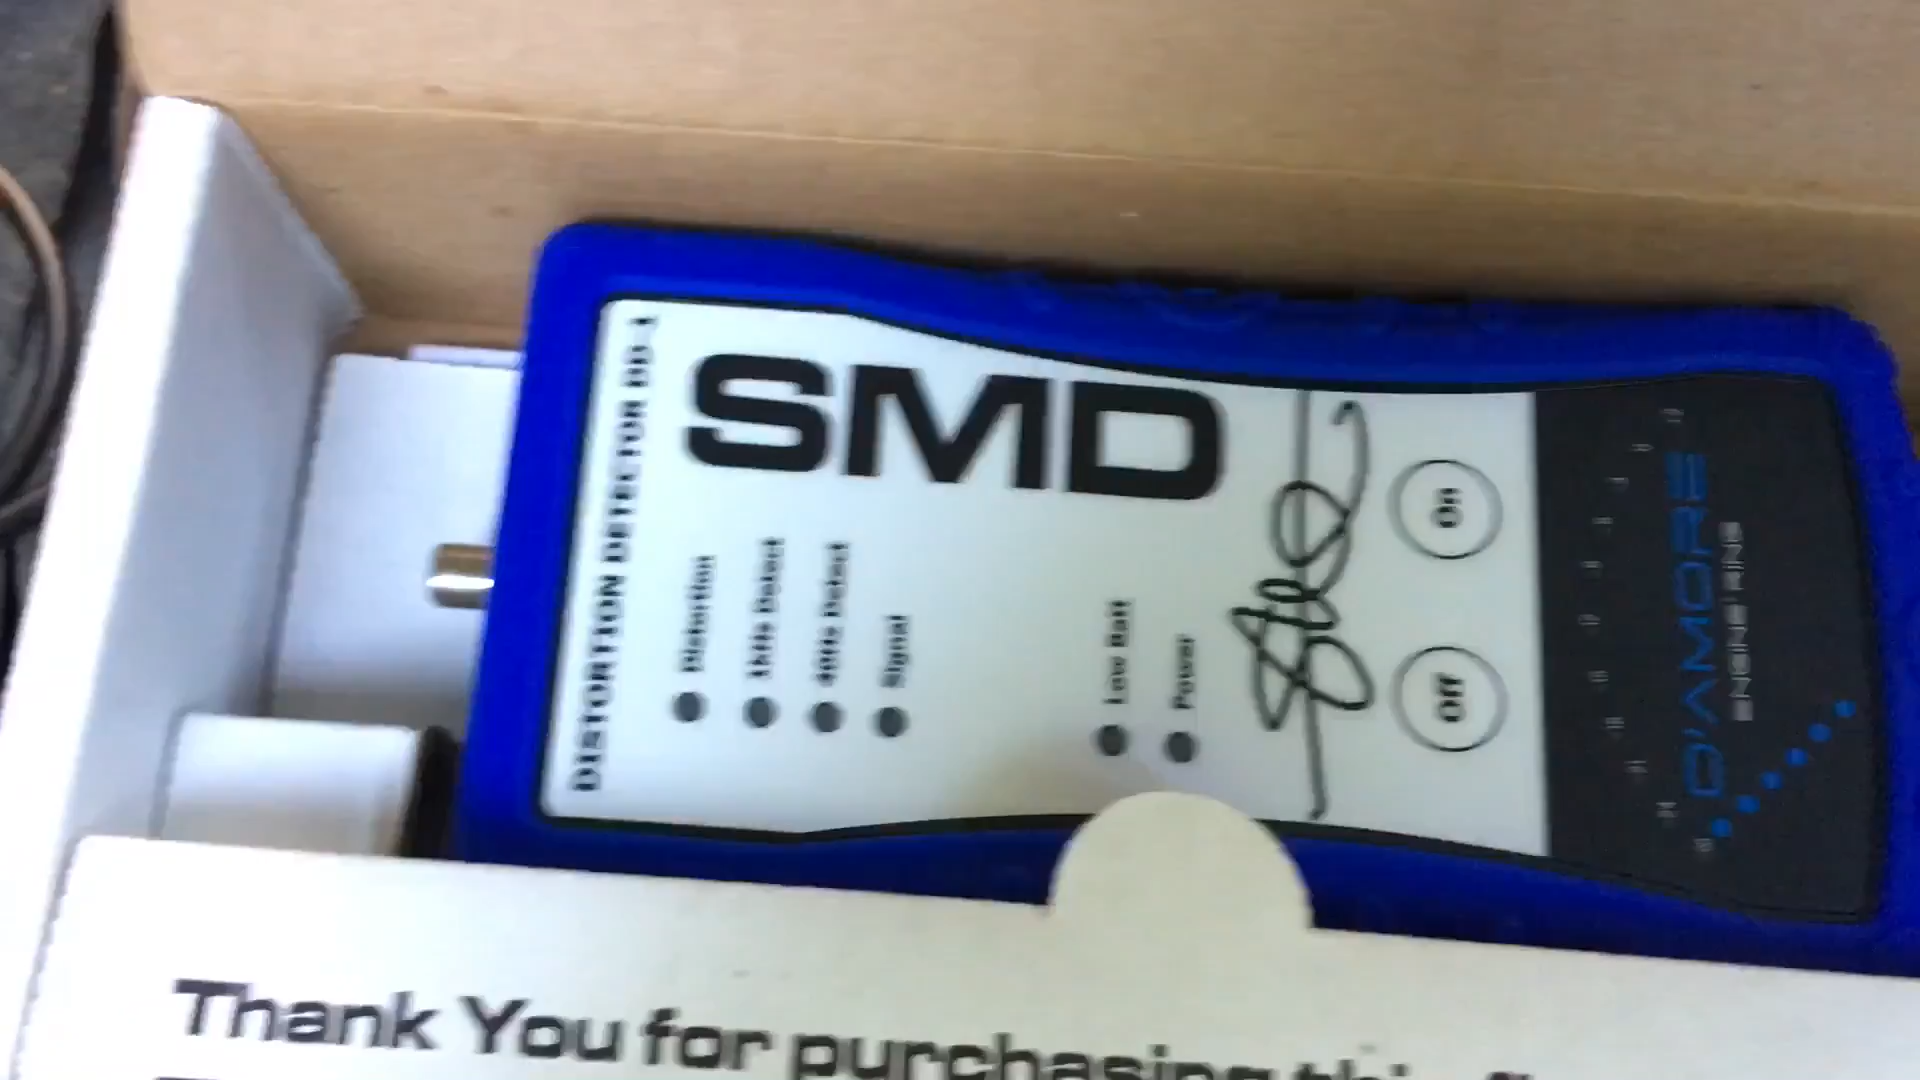 DISTORTION DETECTOR DD-1
SMD
Distortion
1kHz Detect
40Hz Detect
Signal
Low Batt
Power
On
Off
D'AMORE
ENGINEERING
Thank You for purchasing this